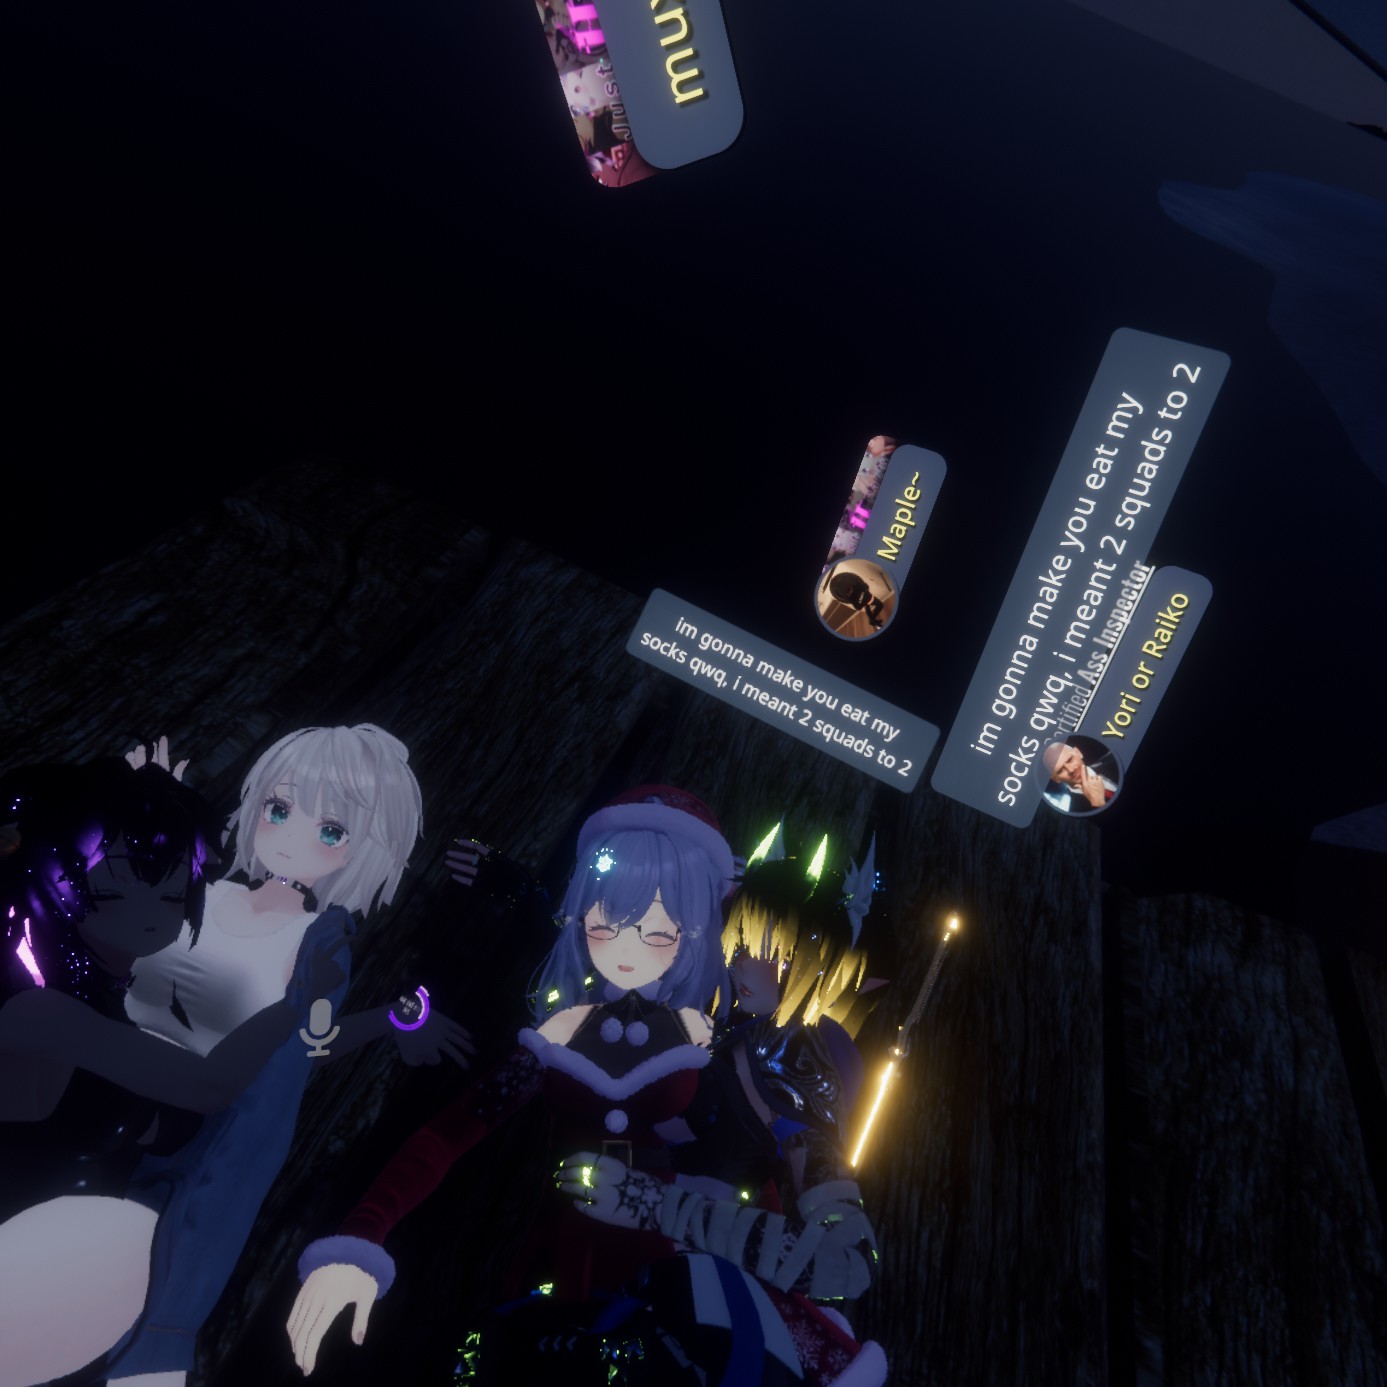 Just
Maple~
im gonna make you eat my
socks qwq, i meant 2 squads to 2
im gonna make you eat my
socks qwq, i meant 2 squads to 2
Certified Ass Inspector
Yori or Raiko